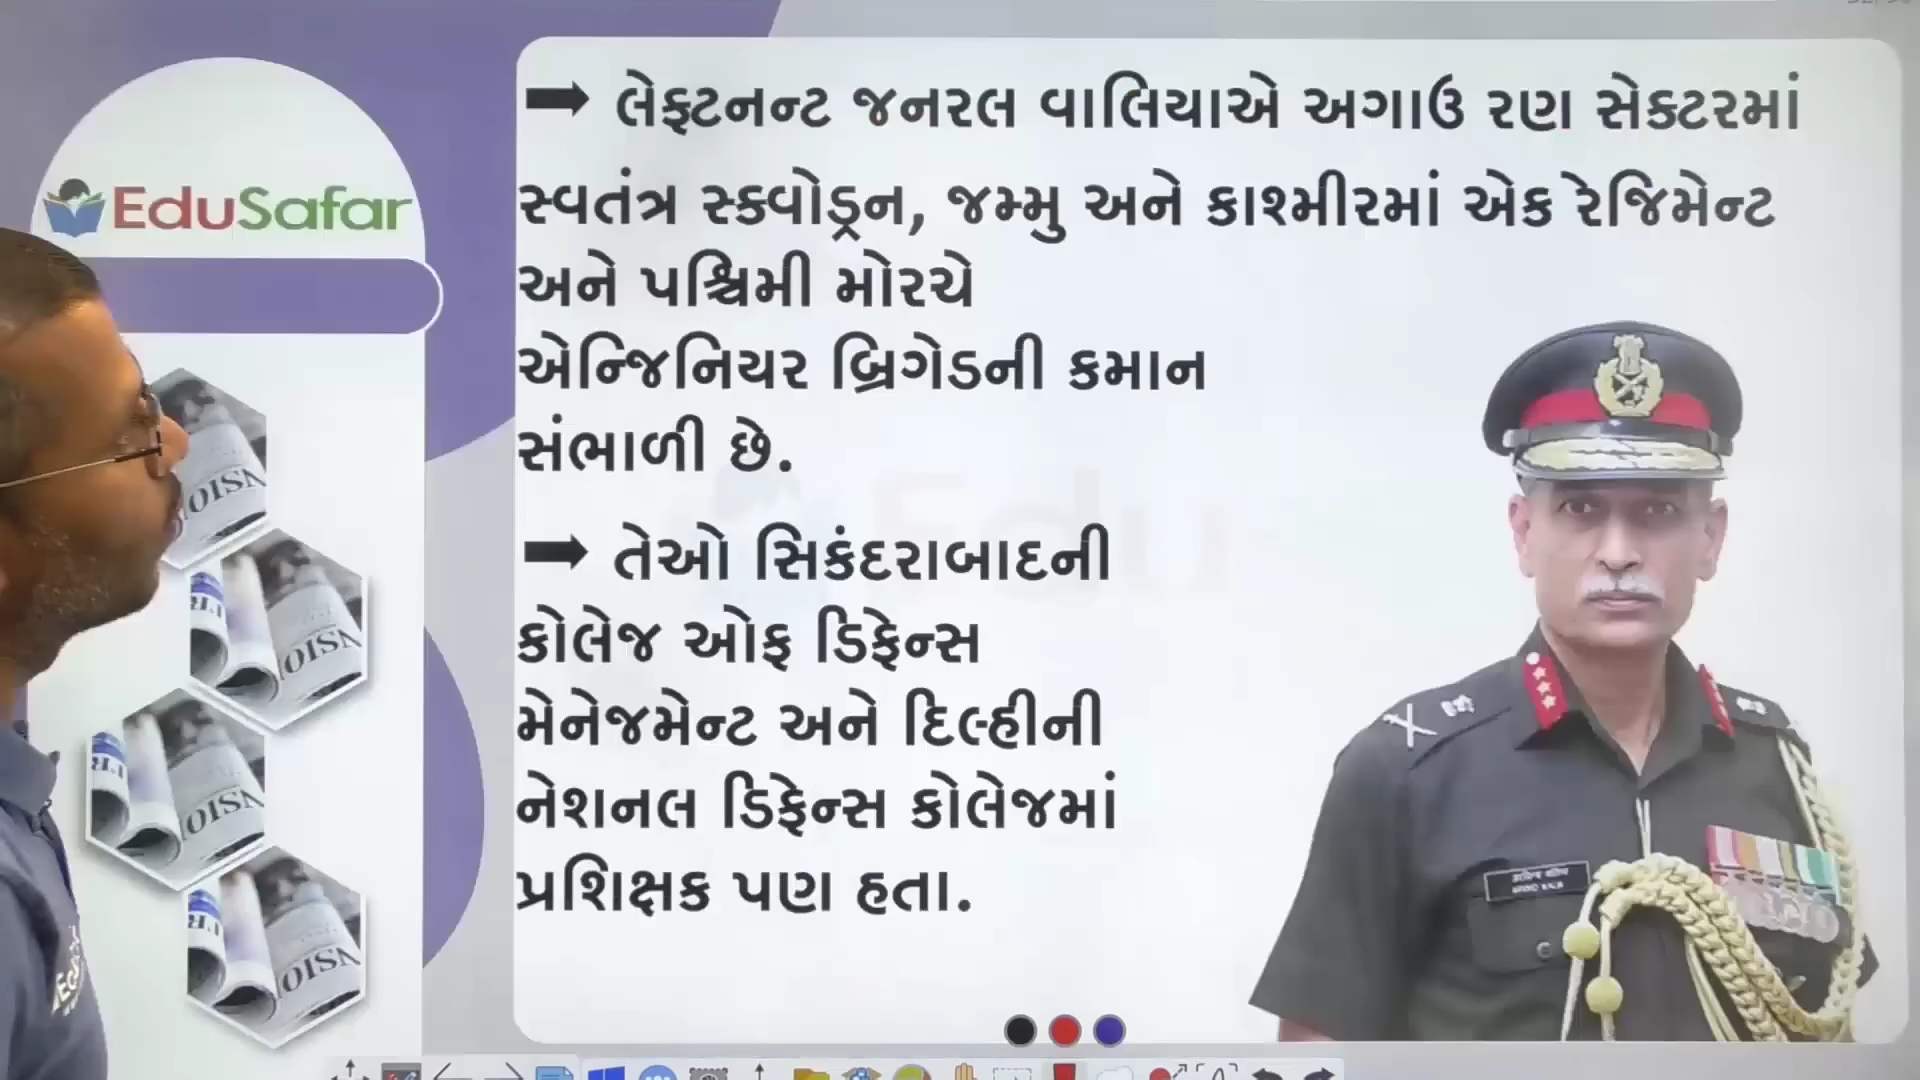 EduSafar
➡ લેફ્ટનન્ટ જનરલ વાલિયાએ અગાઉ રણ સેક્ટરમાં
સ્વતંત્ર સ્ક્વોડ્રન, જમ્મુ અને કાશ્મીરમાં એક રેજિમેન્ટ
અને પશ્ચિમી મોરચે
એન્જિનિયર બ્રિગેડની કમાન
સંભાળી છે.
➡ તેઓ સિકંદરાબાદની
કોલેજ ઓફ ડિફેન્સ
મેનેજમેન્ટ અને દિલ્હીની
નેશનલ ડિફેન્સ કોલેજમાં
પ્રશિક્ષક પણ હતા.
Edu